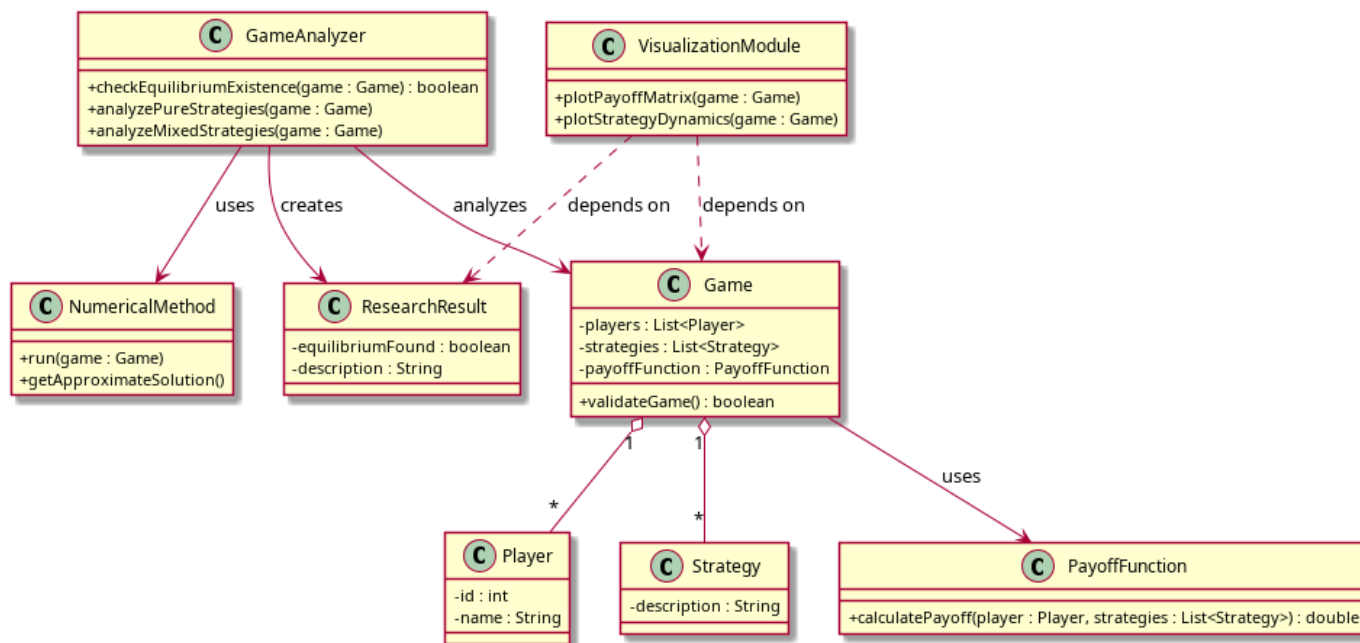 C GameAnalyzer
+checkEquilibriumExistence(game : Game) : boolean
+analyzePureStrategies(game : Game)
+analyzeMixedStrategies(game : Game)
C VisualizationModule
+plotPayoffMatrix(game : Game)
+plotStrategyDynamics(game : Game)
uses
creates
analyzes
depends on
depends on
C NumericalMethod
+run(game : Game)
+getApproximateSolution()
C ResearchResult
-equilibriumFound : boolean
-description : String
C Game
-players : List<Player>
-strategies : List<Strategy>
-payoffFunction : PayoffFunction
+validateGame() : boolean
1
1
*
*
uses
C Player
-id : int
-name : String
C Strategy
-description : String
C PayoffFunction
+calculatePayoff(player : Player, strategies : List<Strategy>) : double